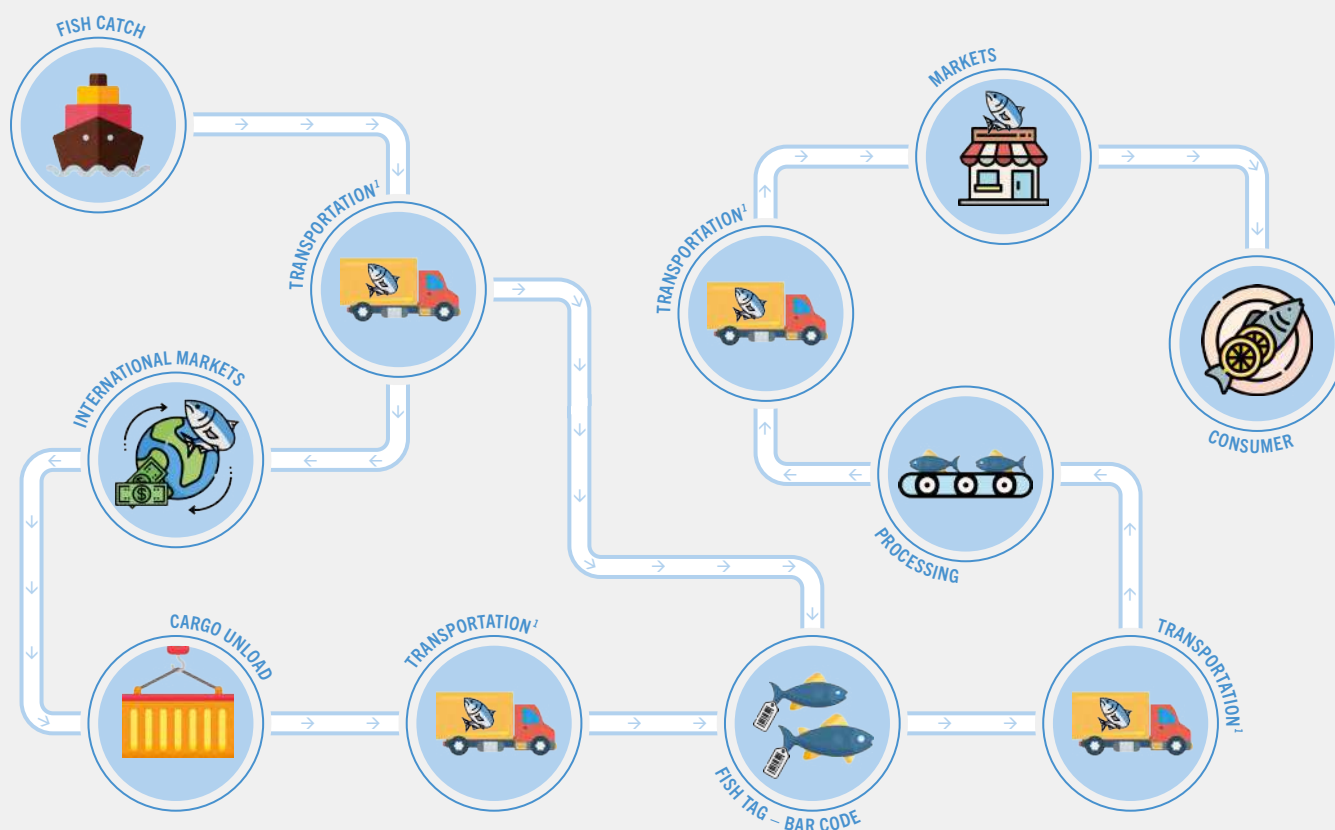 FISH CATCH
TRANSPORTATION¹
INTERNATIONAL MARKETS
$
CARGO UNLOAD
TRANSPORTATION¹
FISH TAG – BAR CODE
TRANSPORTATION¹
PROCESSING
TRANSPORTATION¹
MARKETS
CONSUMER